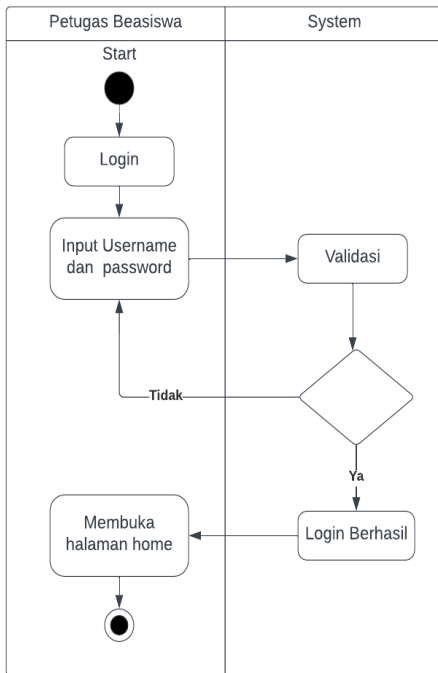 Petugas Beasiswa
System
Start
Login
Input Username
dan password
Validasi
Tidak
Ya
Membuka
halaman home
Login Berhasil